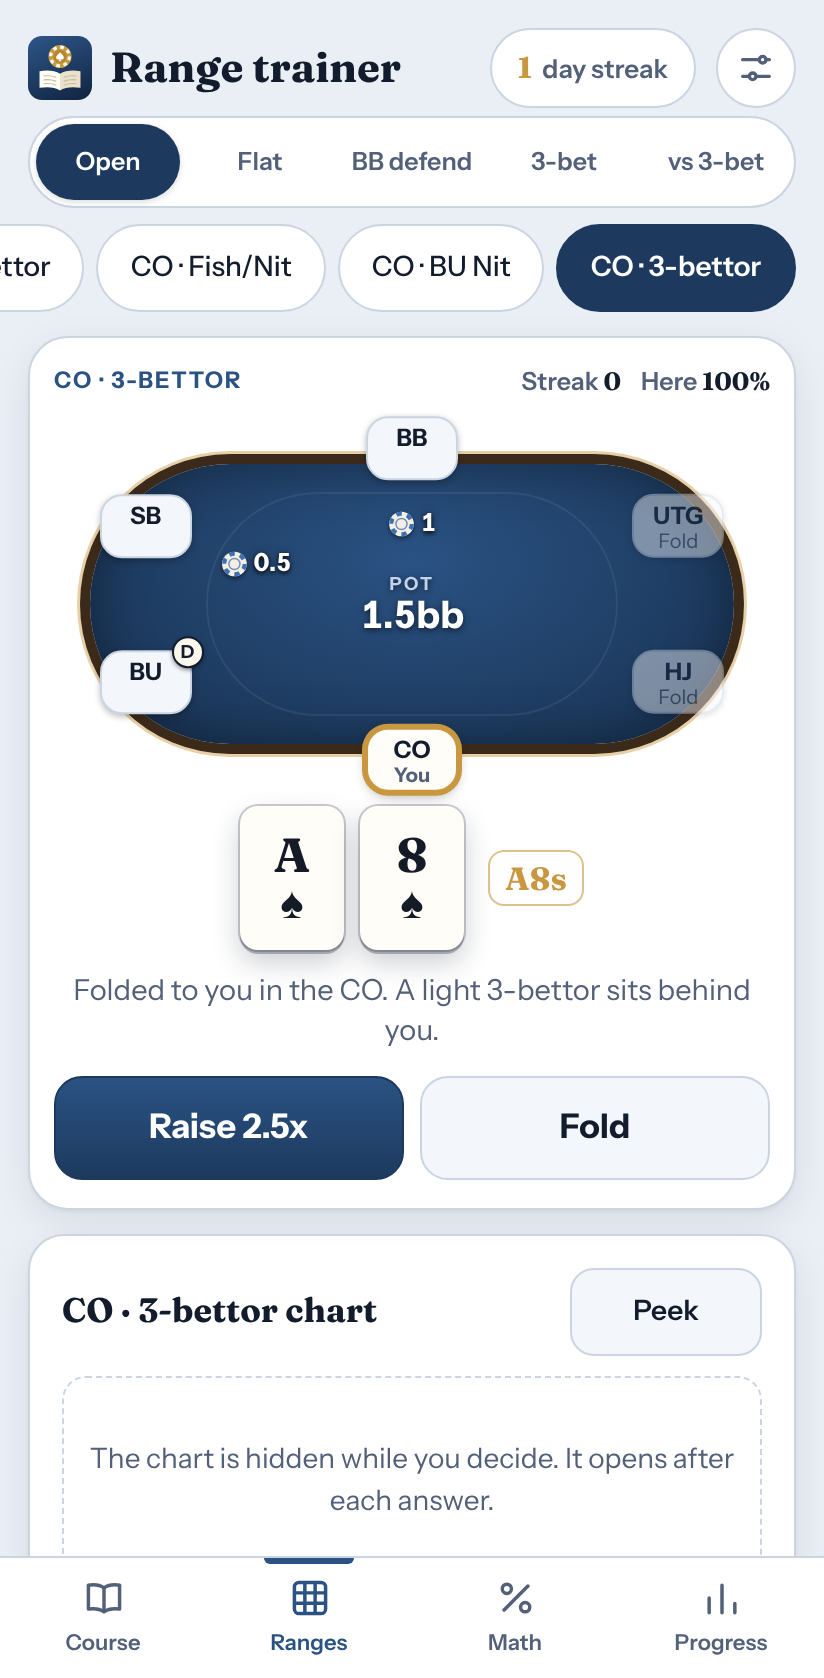 Range trainer
1 day streak
Open Flat BB defend 3-bet vs 3-bet
ettor CO · Fish/Nit CO · BU Nit CO · 3-bettor
CO · 3-BETTOR Streak 0 Here 100%
BB
SB UTG
Fold
1
0.5
POT
1.5bb
D
BU HJ
Fold
CO
You
A 8
♠ ♠ A8s
Folded to you in the CO. A light 3-bettor sits behind
you.
Raise 2.5x Fold
CO · 3-bettor chart Peek
The chart is hidden while you decide. It opens after
each answer.
Course Ranges Math Progress